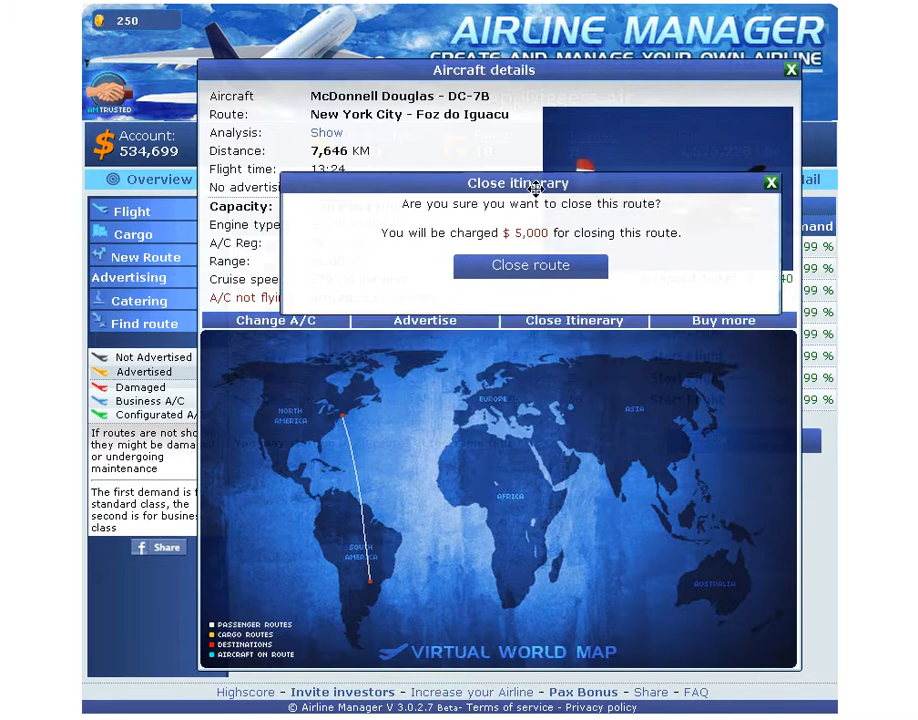 250
AIRLINE MANAGER
CREATE AND MANAGE YOUR OWN AIRLINE
AM TRUSTED
Account:
534,699
Aircraft details
X
Aircraft McDonnell Douglas - DC-7B
Route: New York City - Foz do Iguacu
Analysis: Show
Distance: 7,646 KM
Flight time: 13:24
No advertisi
Capacity:
Engine type
A/C Reg:
Range:
Cruise spee
A/C not flyi
Close itinerary
X
Are you sure you want to close this route?
You will be charged $ 5,000 for closing this route.
Close route
Change A/C | Advertise | Close Itinerary | Buy more
Overview
Flight
Cargo
New Route
Advertising
Catering
Find route
Not Advertised
Advertised
Damaged
Business A/C
Configurated A/
If routes are not sho
they might be dama
or undergoing
maintenance
The first demand is f
standard class, the
second is for busine
class
f Share
ail
mand
99 %
99 %
99 %
99 %
99 %
99 %
99 %
99 %
NORTH
AMERICA
EUROPE
ASIA
AFRICA
SOUTH
AMERICA
AUSTRALIA
PASSENGER ROUTES
CARGO ROUTES
DESTINATIONS
AIRCRAFT ON ROUTE
VIRTUAL WORLD MAP
Highscore - Invite investors - Increase your Airline - Pax Bonus - Share - FAQ
© Airline Manager V 3.0.2.7 Beta- Terms of service - Privacy policy